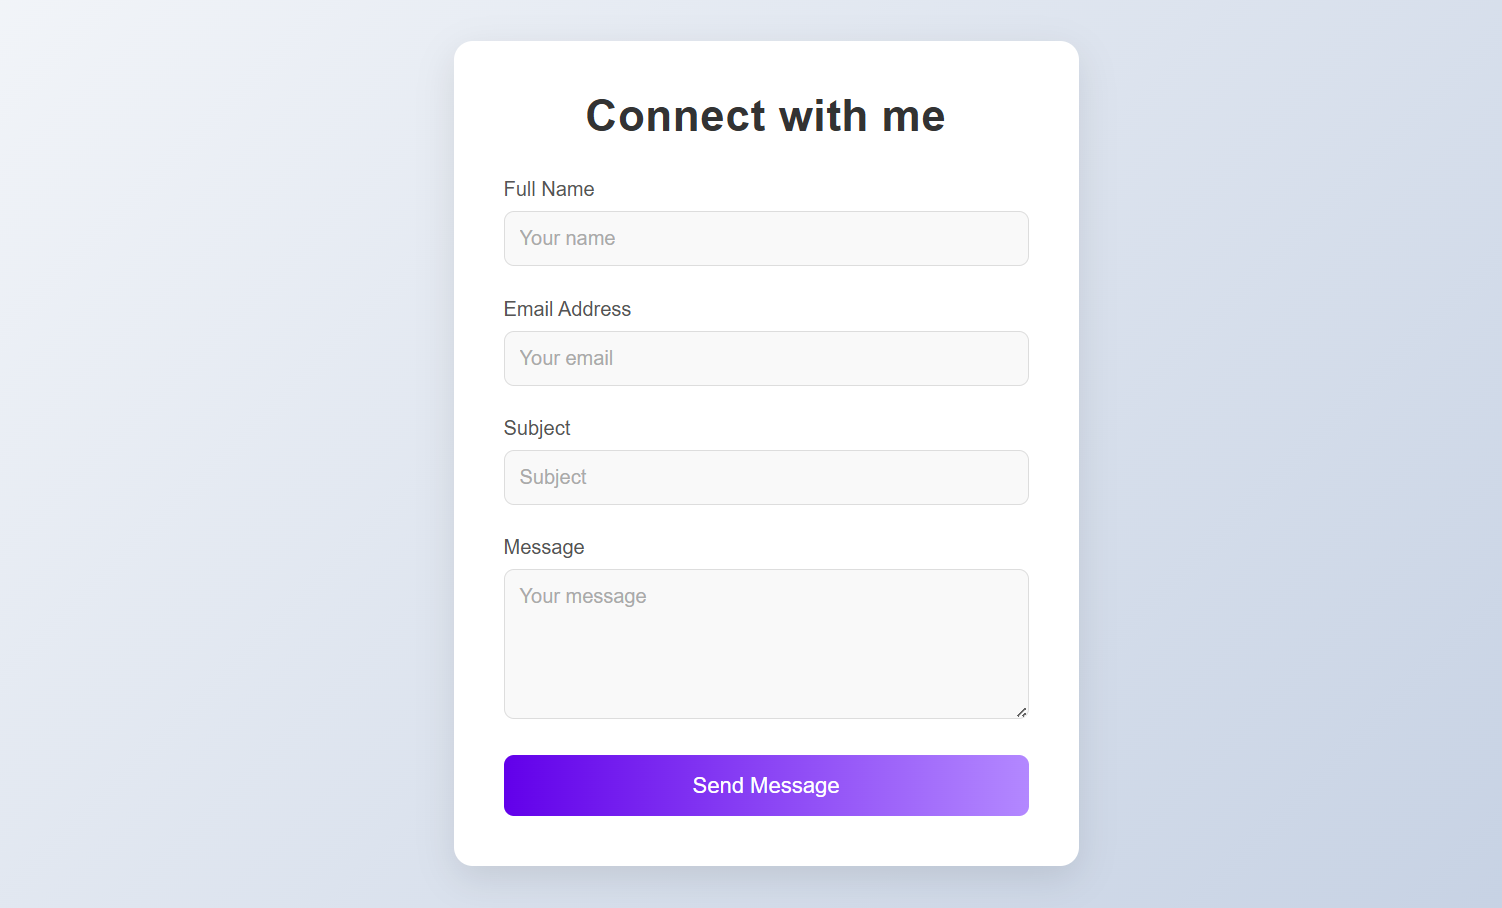 Connect with me
Full Name
Your name
Email Address
Your email
Subject
Subject
Message
Your message
Send Message